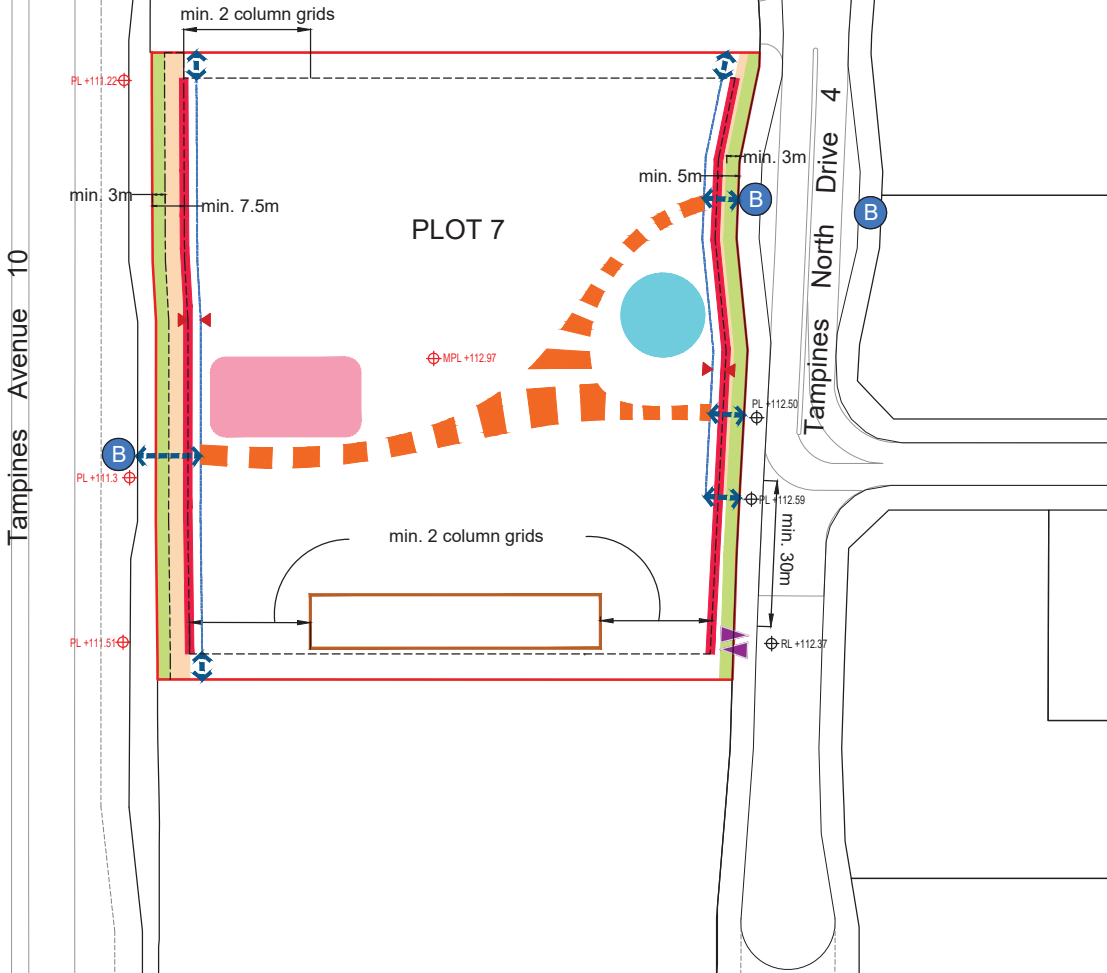 min. 2 column grids
PL +111.22
min. 3m
min. 7.5m
min. 3m
min. 5m
B
B
PLOT 7
Tampines North Drive 4
Tampines Avenue 10
MPL +112.97
PL +112.50
B
PL +111.3
PL +112.59
min. 30m
min. 2 column grids
PL +111.51
RL +112.37